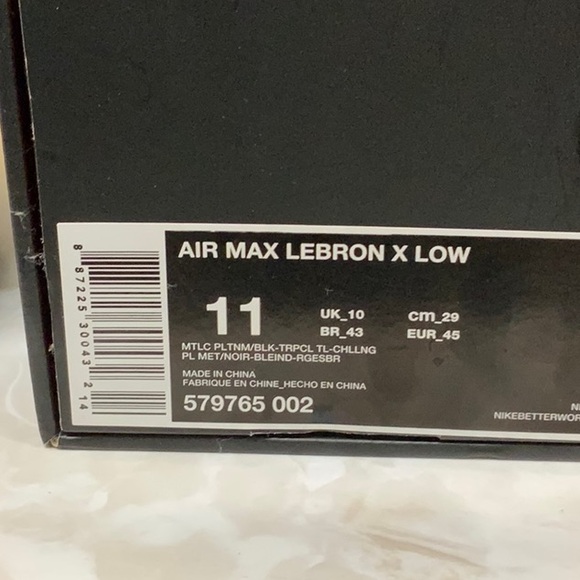 AIR MAX LEBRON X LOW
11
UK_10 cm_29
BR_43 EUR_45
MTLC PLTNM/BLK-TRPCL TL-CHLLNG
PL MET/NOIR-BLEIND-RGESBR
MADE IN CHINA
FABRIQUE EN CHINE_HECHO EN CHINA
579765 002
8 87225 30043 2 14